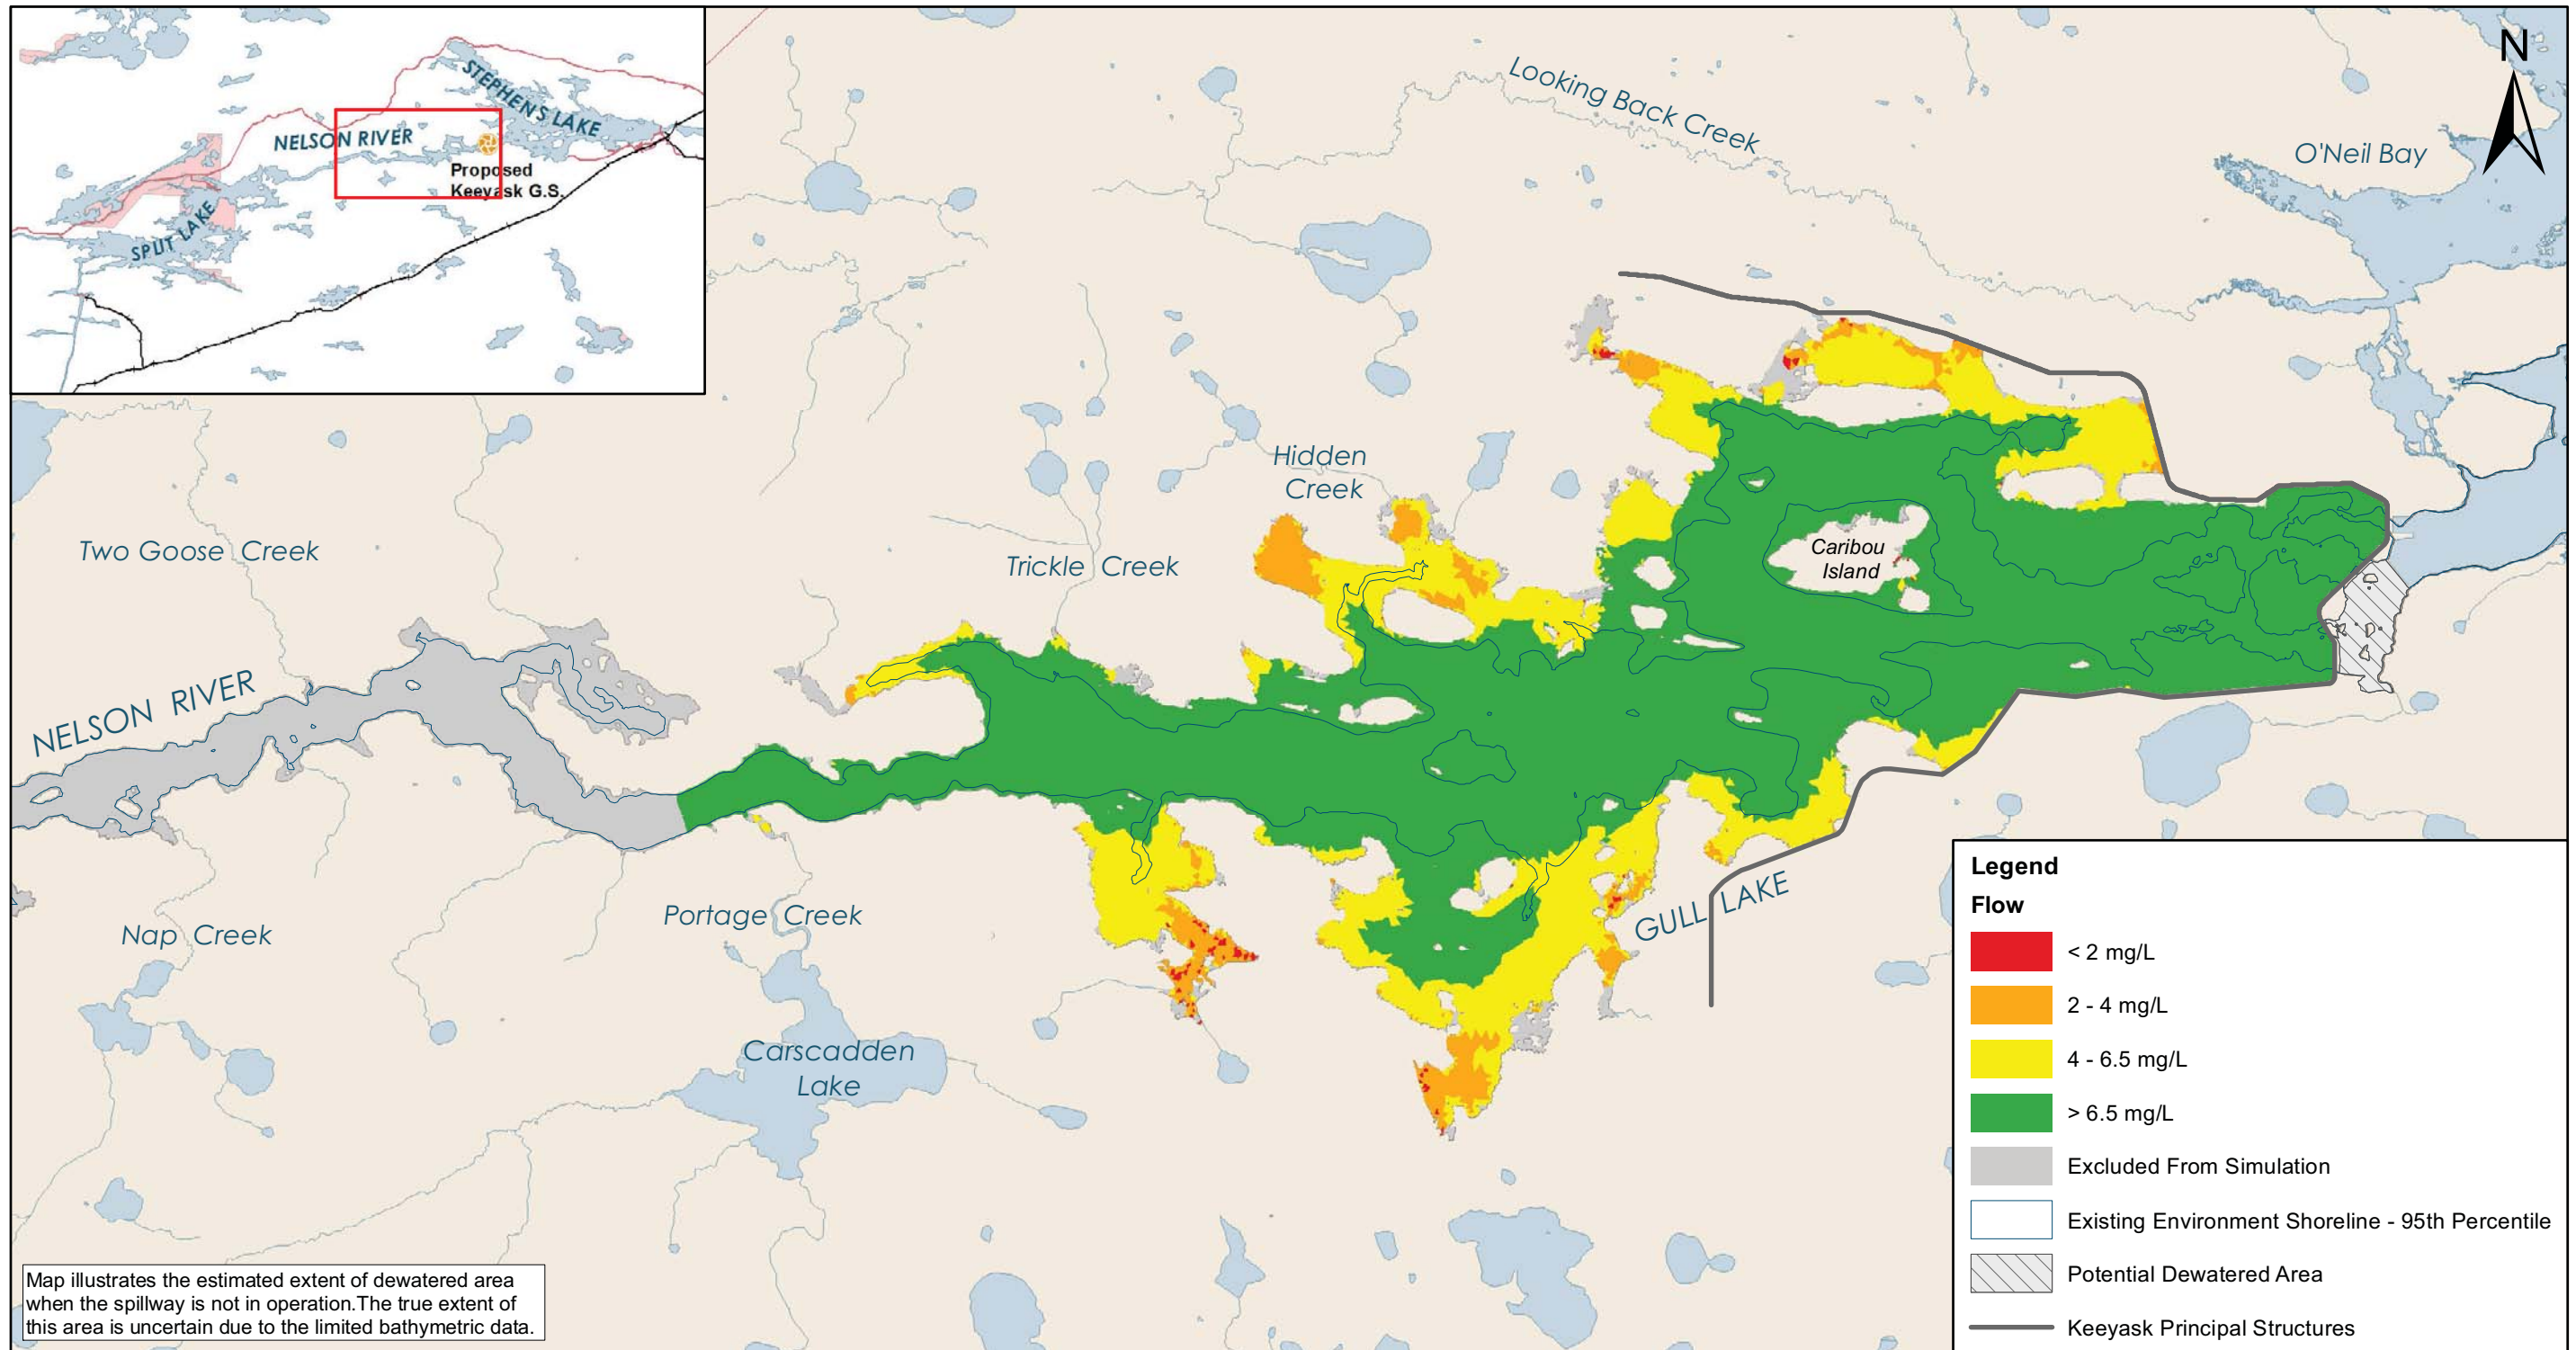 STEPHENS LAKE
NELSON RIVER
Proposed
Keeyask G.S.
SPLIT LAKE
N
Looking Back Creek
O'Neil Bay
Hidden
Creek
Two Goose Creek
Trickle Creek
Caribou
Island
NELSON RIVER
Nap Creek
Portage Creek
GULL LAKE
Carscadden
Lake
Map illustrates the estimated extent of dewatered area
when the spillway is not in operation.The true extent of
this area is uncertain due to the limited bathymetric data.
Legend
Flow
< 2 mg/L
2 - 4 mg/L
4 - 6.5 mg/L
> 6.5 mg/L
Excluded From Simulation
Existing Environment Shoreline - 95th Percentile
Potential Dewatered Area
Keeyask Principal Structures